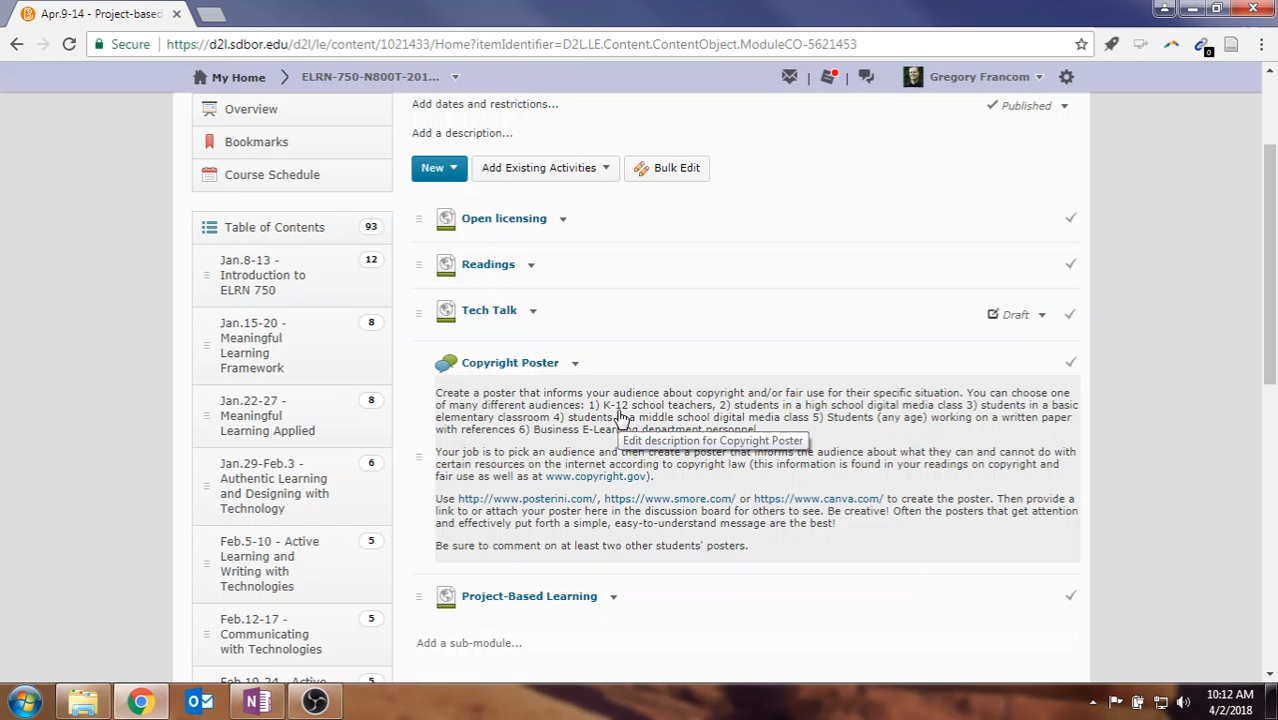 Apr.9-14 - Project-based
Secure
https://d2l.sdbor.edu/d2l/le/content/1021433/Home?itemIdentifier=D2L.LE.Content.ContentObject.ModuleCO-5621453
0
My Home
ELRN-750-N800T-201...
Gregory Francom
Overview
Bookmarks
Course Schedule
Table of Contents 93
Jan.8-13 - Introduction to ELRN 750 12
Jan.15-20 - Meaningful Learning Framework 8
Jan.22-27 - Meaningful Learning Applied 8
Jan.29-Feb.3 - Authentic Learning and Designing with Technology 6
Feb.5-10 - Active Learning and Writing with Technologies 5
Feb.12-17 - Communicating with Technologies 5
Feb.19-24 - Active 5
Add dates and restrictions...
Published
Add a description...
New
Add Existing Activities
Bulk Edit
Open licensing
Readings
Tech Talk
Draft
Copyright Poster
Create a poster that informs your audience about copyright and/or fair use for their specific situation. You can choose one
of many different audiences: 1) K-12 school teachers, 2) students in a high school digital media class 3) students in a basic
elementary classroom 4) students in a middle school digital media class 5) Students (any age) working on a written paper
with references 6) Business E-Learning department personnel.
Edit description for Copyright Poster
Your job is to pick an audience and then create a poster that informs the audience about what they can and cannot do with
certain resources on the internet according to copyright law (this information is found in your readings on copyright and
fair use as well as at www.copyright.gov).
Use http://www.posterini.com/, https://www.smore.com/ or https://www.canva.com/ to create the poster. Then provide a
link to or attach your poster here in the discussion board for others to see. Be creative! Often the posters that get attention
and effectively put forth a simple, easy-to-understand message are the best!
Be sure to comment on at least two other students' posters.
Project-Based Learning
Add a sub-module...
10:12 AM
4/2/2018